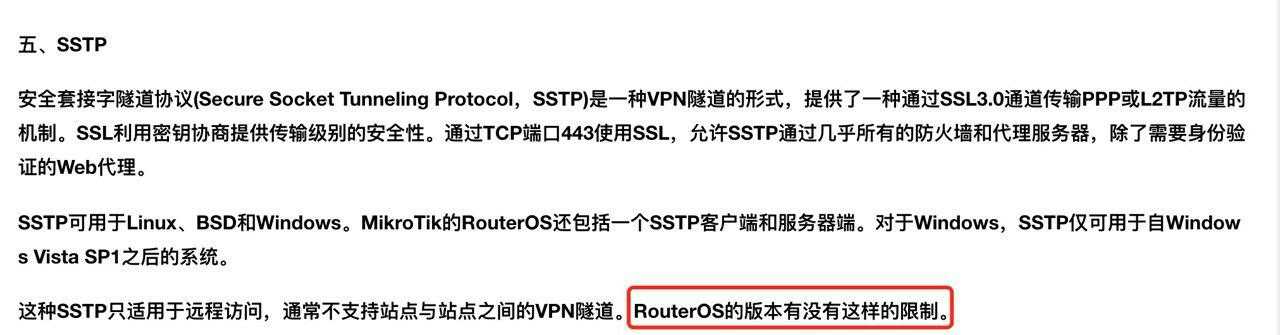 五、SSTP
安全套接字隧道协议(Secure Socket Tunneling Protocol，SSTP)是一种VPN隧道的形式，提供了一种通过SSL3.0通道传输PPP或L2TP流量的
机制。SSL利用密钥协商提供传输级别的安全性。通过TCP端口443使用SSL，允许SSTP通过几乎所有的防火墙和代理服务器，除了需要身份验
证的Web代理。
SSTP可用于Linux、BSD和Windows。MikroTik的RouterOS还包括一个SSTP客户端和服务器端。对于Windows，SSTP仅可用于自Window
s Vista SP1之后的系统。
这种SSTP只适用于远程访问，通常不支持站点与站点之间的VPN隧道。RouterOS的版本有没有这样的限制。